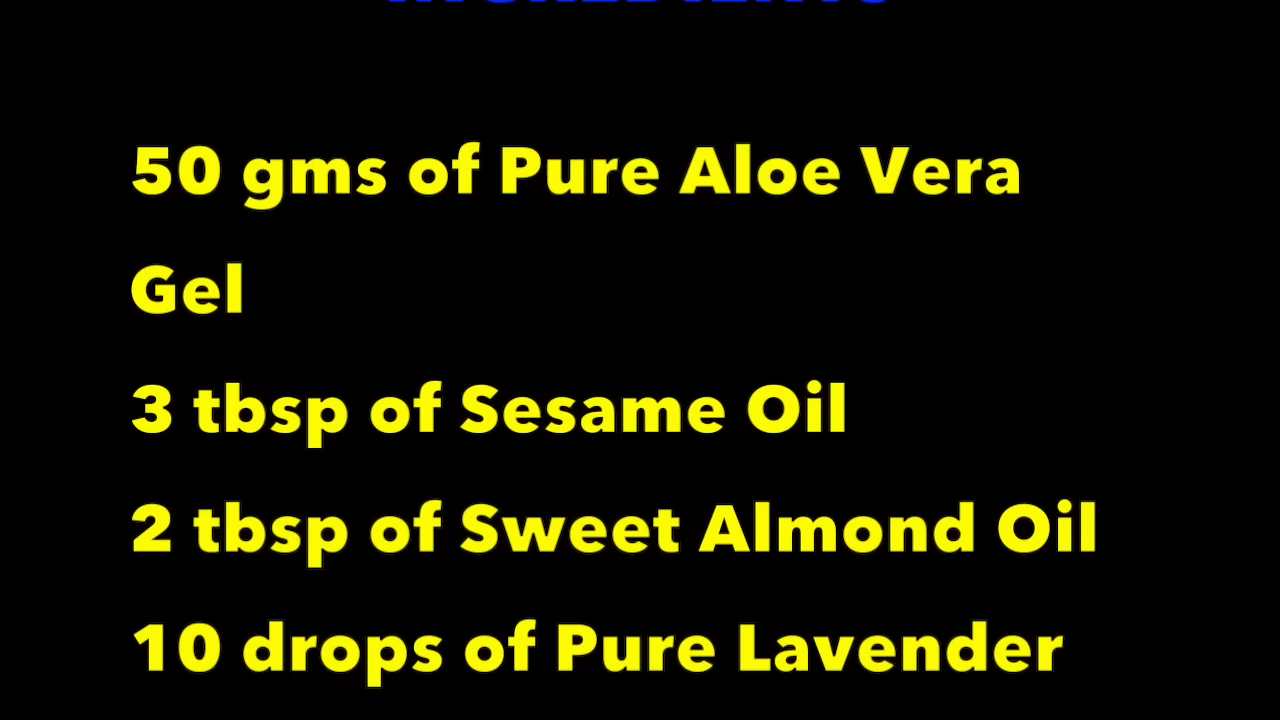 INGREDIENTS
50 gms of Pure Aloe Vera
Gel
3 tbsp of Sesame Oil
2 tbsp of Sweet Almond Oil
10 drops of Pure Lavender